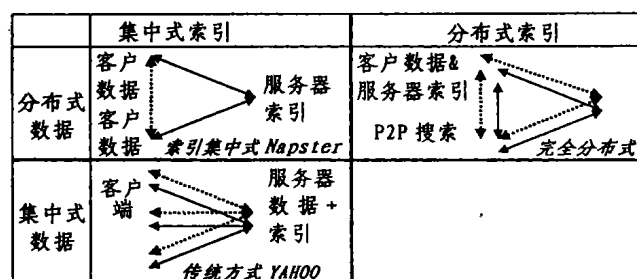 集中式索引
分布式索引
分布式
数据
客户
数据
客户
数据
服务器
索引
索引集中式 Napster
客户数据&
服务器索引
P2P 搜索
完全分布式
集中式
数据
客户
端
服务器
数据+
索引
传统方式 YAHOO